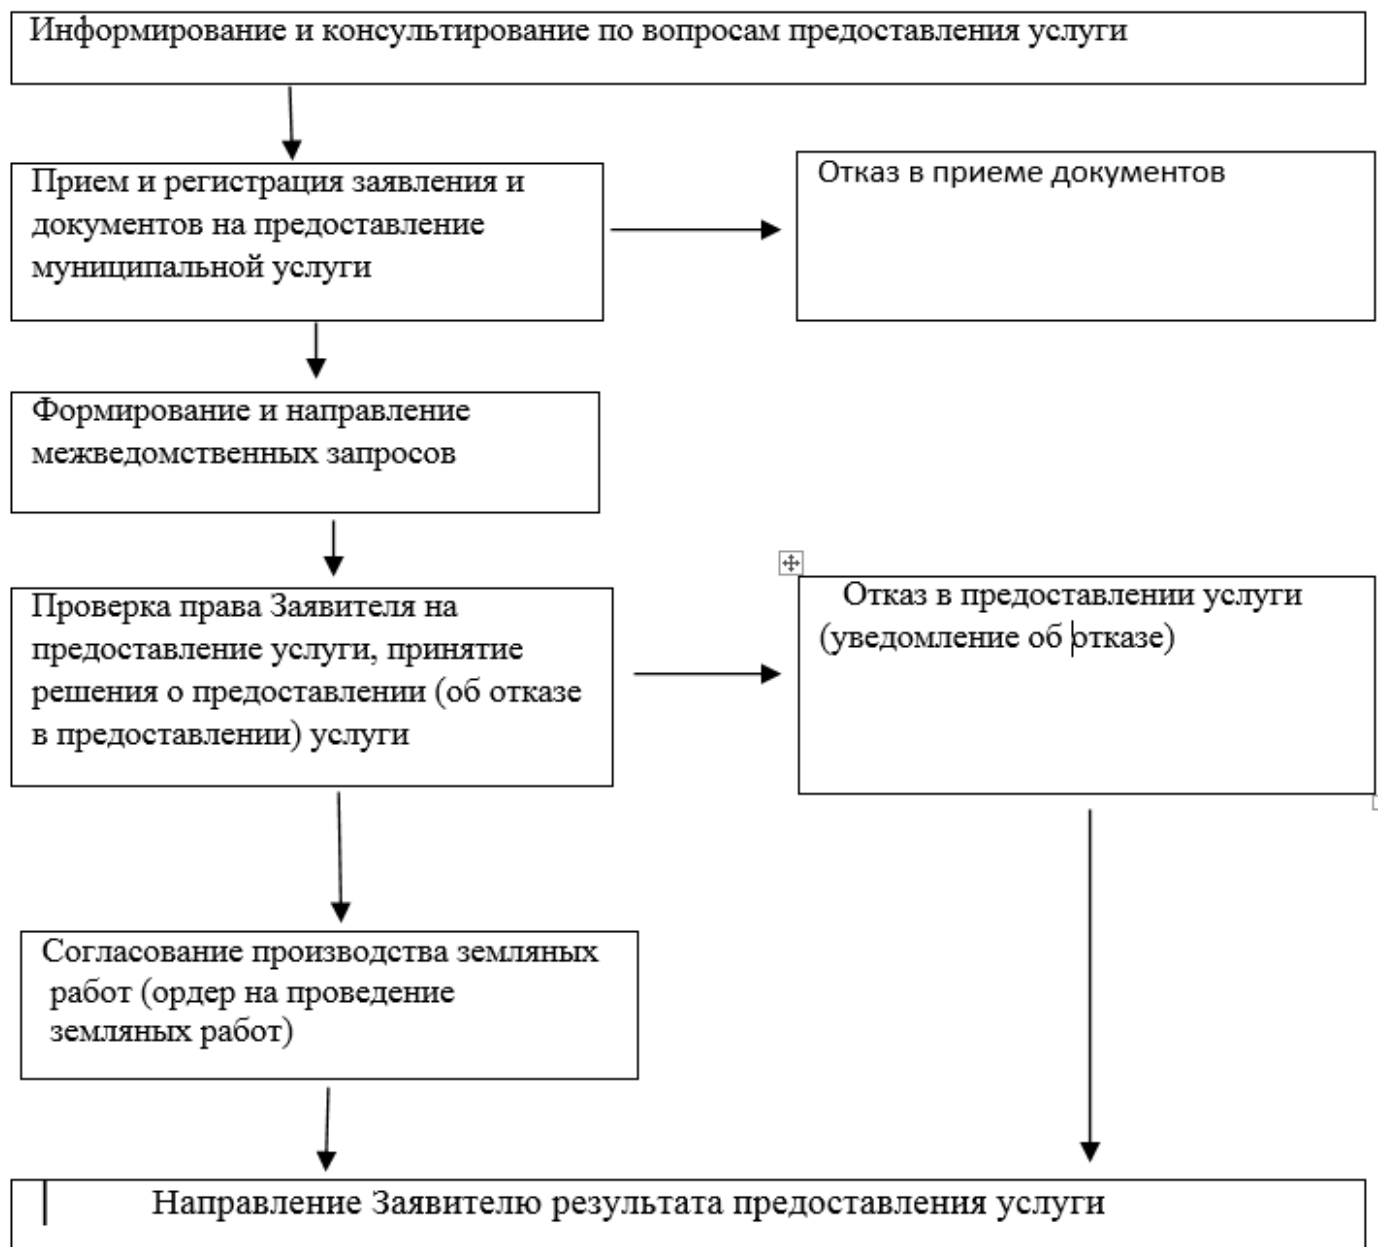 Информирование и консультирование по вопросам предоставления услуги
Прием и регистрация заявления и
документов на предоставление
муниципальной услуги
Отказ в приеме документов
Формирование и направление
межведомственных запросов
Проверка права Заявителя на
предоставление услуги, принятие
решения о предоставлении (об отказе
в предоставлении) услуги
Отказ в предоставлении услуги
(уведомление об отказе)
Согласование производства земляных
работ (ордер на проведение
земляных работ)
Направление Заявителю результата предоставления услуги